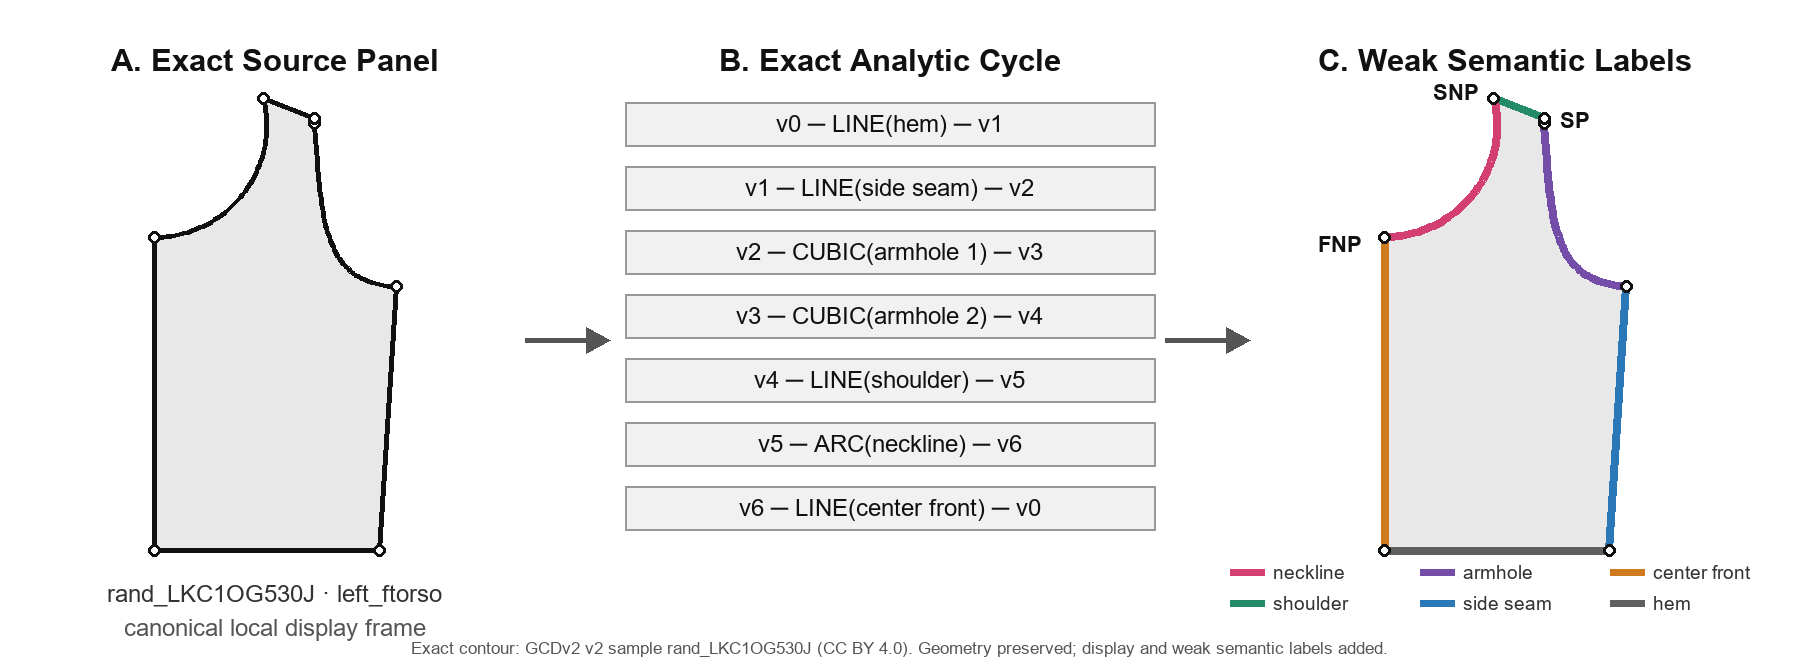 A. Exact Source Panel
rand_LKC1OG530J · left_ftorso
canonical local display frame
B. Exact Analytic Cycle
v0 — LINE(hem) — v1
v1 — LINE(side seam) — v2
v2 — CUBIC(armhole 1) — v3
v3 — CUBIC(armhole 2) — v4
v4 — LINE(shoulder) — v5
v5 — ARC(neckline) — v6
v6 — LINE(center front) — v0
C. Weak Semantic Labels
SNP
SP
FNP
neckline
armhole
center front
shoulder
side seam
hem
Exact contour: GCDv2 v2 sample rand_LKC1OG530J (CC BY 4.0). Geometry preserved; display and weak semantic labels added.